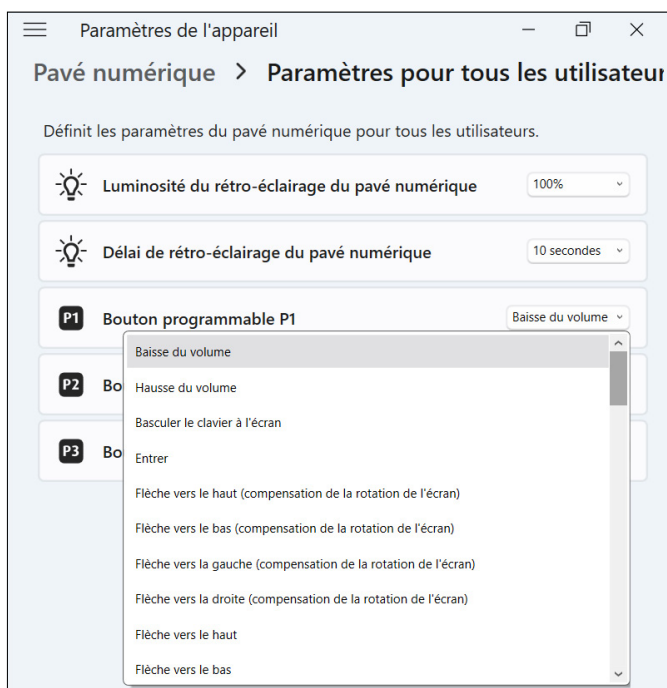 Paramètres de l'appareil
Pavé numérique > Paramètres pour tous les utilisateur
Définit les paramètres du pavé numérique pour tous les utilisateurs.
Luminosité du rétro-éclairage du pavé numérique 100%
Délai de rétro-éclairage du pavé numérique 10 secondes
P1 Bouton programmable P1 Baisse du volume
Baisse du volume
P2 Bo Hausse du volume
Basculer le clavier à l'écran
P3 Bo Entrer
Flèche vers le haut (compensation de la rotation de l'écran)
Flèche vers le bas (compensation de la rotation de l'écran)
Flèche vers la gauche (compensation de la rotation de l'écran)
Flèche vers la droite (compensation de la rotation de l'écran)
Flèche vers le haut
Flèche vers le bas